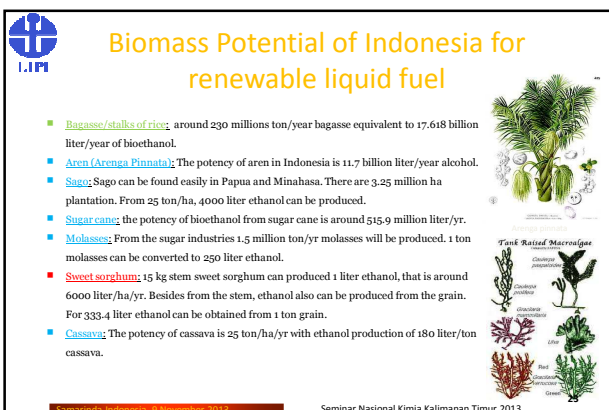 LIPI
Biomass Potential of Indonesia for
renewable liquid fuel
Bagasse/stalks of rice: around 230 millions ton/year bagasse equivalent to 17.618 billion
liter/year of bioethanol.
Aren (Arenga Pinnata): The potency of aren in Indonesia is 11.7 billion liter/year alcohol.
Sago: Sago can be found easily in Papua and Minahasa. There are 3.25 million ha
plantation. From 25 ton/ha, 4000 liter ethanol can be produced.
Sugar cane: the potency of bioethanol from sugar cane is around 515.9 million liter/yr.
Molasses: From the sugar industries 1.5 million ton/yr molasses will be produced. 1 ton
molasses can be converted to 250 liter ethanol.
Sweet sorghum: 15 kg stem sweet sorghum can produced 1 liter ethanol, that is around
6000 liter/ha/yr. Besides from the stem, ethanol also can be produced from the grain.
For 333.4 liter ethanol can be obtained from 1 ton grain.
Cassava: The potency of cassava is 25 ton/ha/yr with ethanol production of 180 liter/ton
cassava.
Arenga pinnata
Tank Raised Macroalgae
Caulerpa
paspaloides
Caulerpa
prolifera
Gracilaria
mammillaris
Ulva
Red
Gracilaria
verrucosa
Green
25
Samarinda-Indonesia, 9 November 2013
Seminar Nasional Kimia Kalimanan Timur 2013